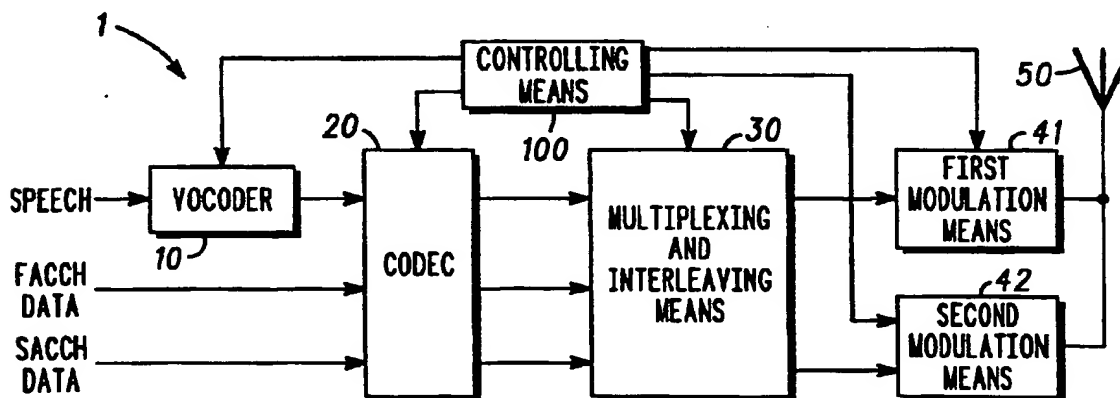 1
CONTROLLING
MEANS
100
50
20
30
41
SPEECH
VOCODER
10
CODEC
MULTIPLEXING
AND
INTERLEAVING
MEANS
FIRST
MODULATION
MEANS
FACCH
DATA
SACCH
DATA
42
SECOND
MODULATION
MEANS